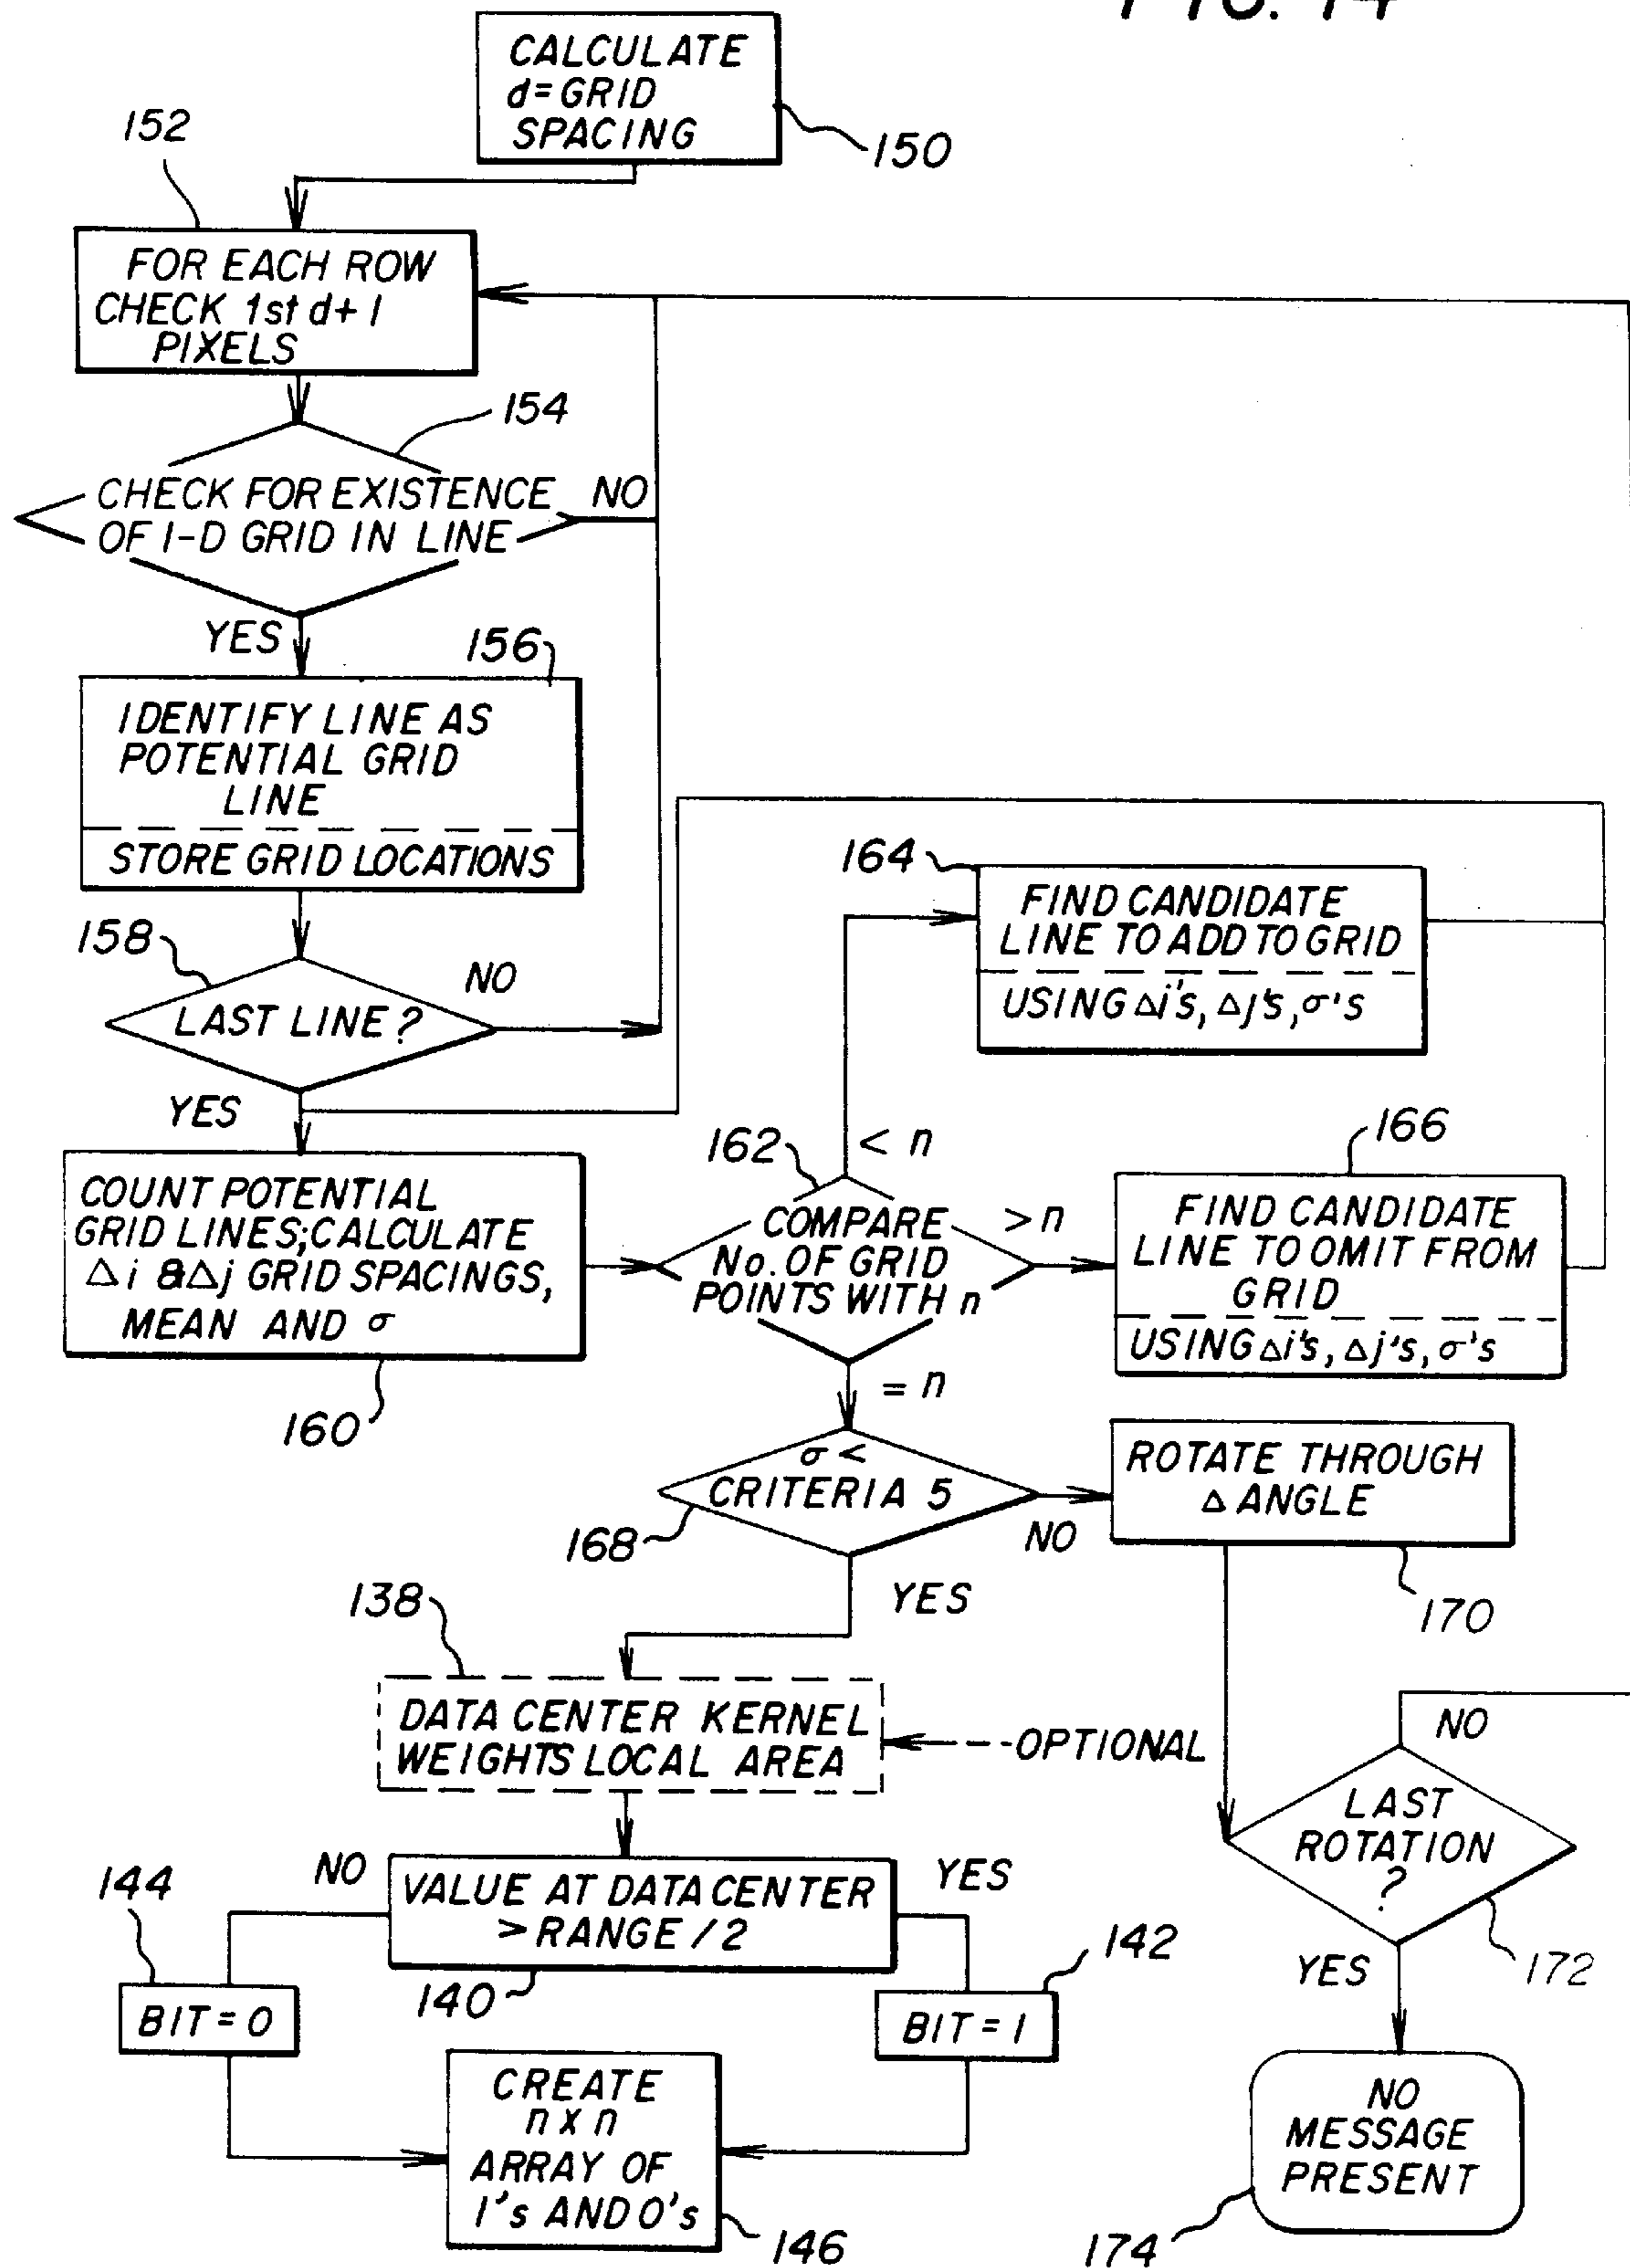 FIG. 14
CALCULATE
d=GRID
SPACING
150
152
FOR EACH ROW
CHECK 1st d+1
PIXELS
154
CHECK FOR EXISTENCE
OF 1-D GRID IN LINE
NO
YES
156
IDENTIFY LINE AS
POTENTIAL GRID
LINE
STORE GRID LOCATIONS
158
LAST LINE?
NO
YES
164
FIND CANDIDATE
LINE TO ADD TO GRID
USING Δi's, Δj's, σ's
COUNT POTENTIAL
GRID LINES; CALCULATE
Δi & Δj GRID SPACINGS,
MEAN AND σ
160
162
< n
COMPARE
No. OF GRID
POINTS WITH n
> n
= n
166
FIND CANDIDATE
LINE TO OMIT FROM
GRID
USING Δi's, Δj's, σ's
σ <
CRITERIA 5
168
NO
YES
ROTATE THROUGH
Δ ANGLE
170
138
DATA CENTER KERNEL
WEIGHTS LOCAL AREA
OPTIONAL
NO
LAST
ROTATION
?
172
YES
144
NO
VALUE AT DATA CENTER
> RANGE / 2
YES
140
142
BIT = 0
BIT = 1
CREATE
n x n
ARRAY OF
1's AND 0's
146
NO
MESSAGE
PRESENT
174